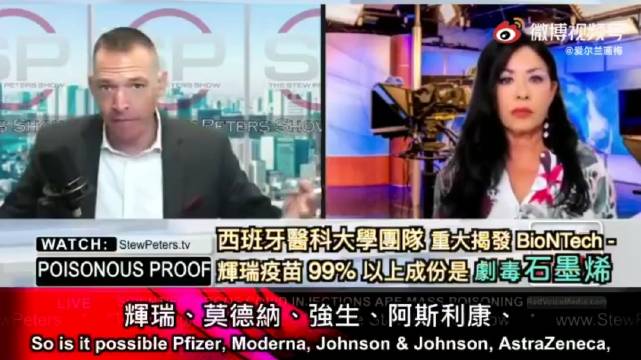 微博视频号
@爱尔兰画梅
THE PETERS SHOW
WATCH: StewPeters.tv
POISONOUS PROOF
西班牙醫科大學團隊 重大揭發 BioNTech -
輝瑞疫苗 99% 以上成份是 劇毒石墨烯
輝瑞、莫德納、強生、阿斯利康、
So is it possible Pfizer, Moderna, Johnson & Johnson, AstraZeneca,